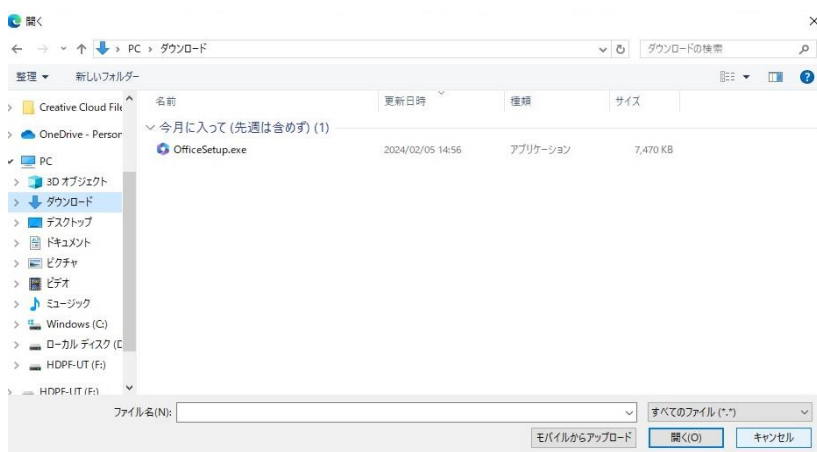 開く
PC › ダウンロード
ダウンロードの検索
整理
新しいフォルダー
名前
更新日時
種類
サイズ
Creative Cloud File
OneDrive - Person
PC
3D オブジェクト
ダウンロード
デスクトップ
ドキュメント
ピクチャ
ビデオ
ミュージック
Windows (C:)
ローカル ディスク (D
HDPF-UT (F:)
HDPF-UT (F:)
今月に入って (先週は含めず) (1)
OfficeSetup.exe
2024/02/05 14:56
アプリケーション
7,470 KB
ファイル名(N):
すべてのファイル (*.*)
モバイルからアップロード
開く(O)
キャンセル